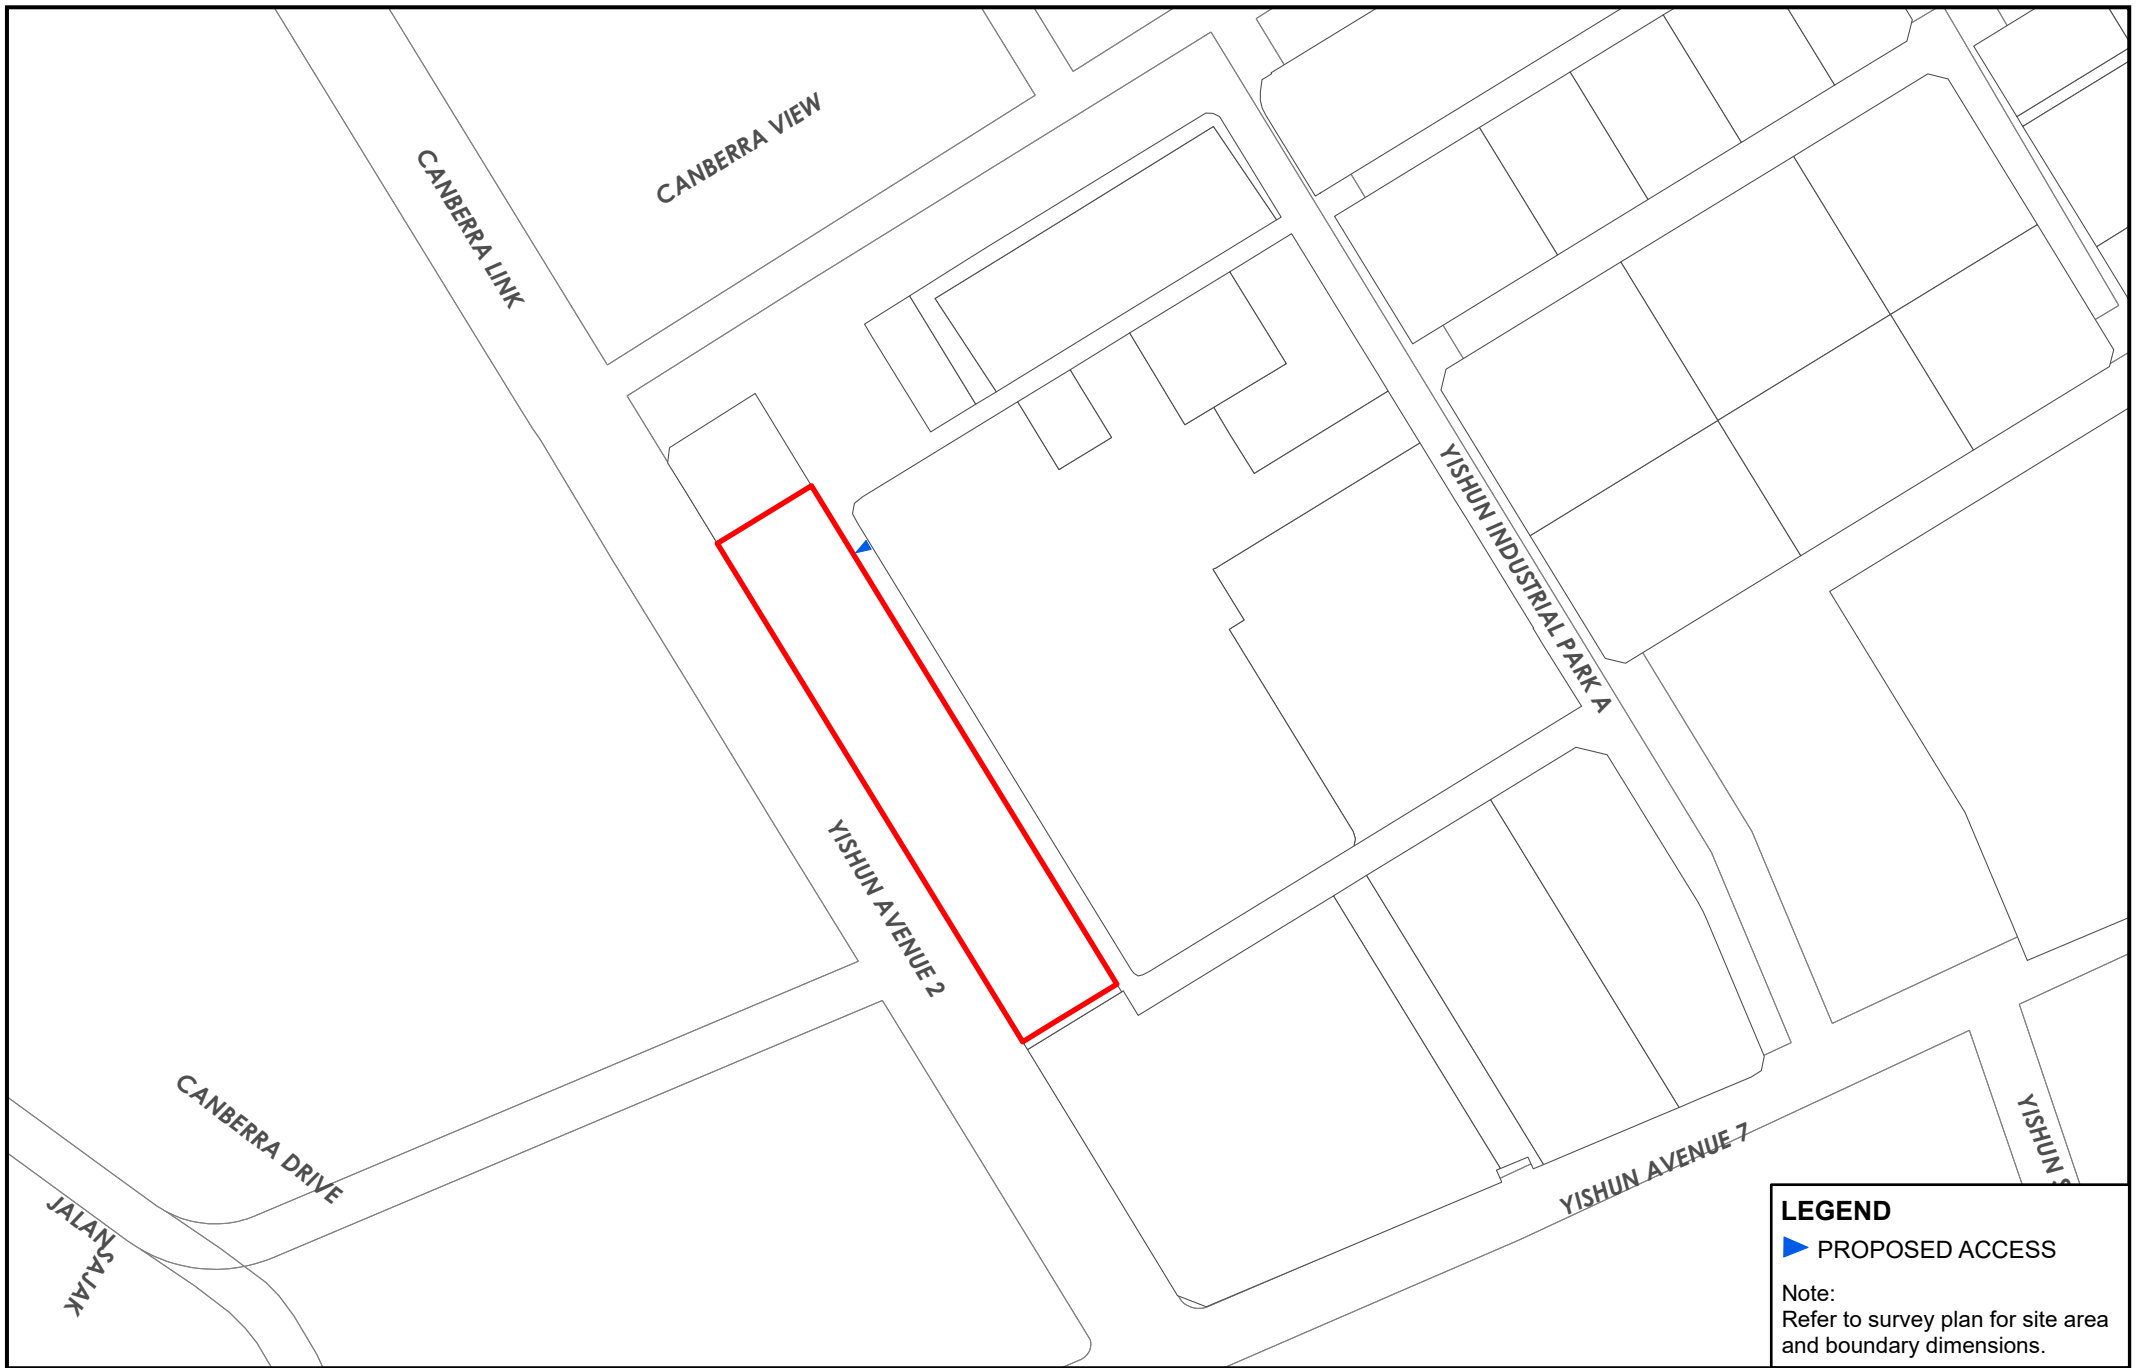 CANBERRA VIEW
CANBERRA LINK
YISHUN INDUSTRIAL PARK A
YISHUN AVENUE 2
CANBERRA DRIVE
JALAN
SAJAK
YISHUN AVENUE 7
YISHUN S
LEGEND
PROPOSED ACCESS
Note:
Refer to survey plan for site area
and boundary dimensions.